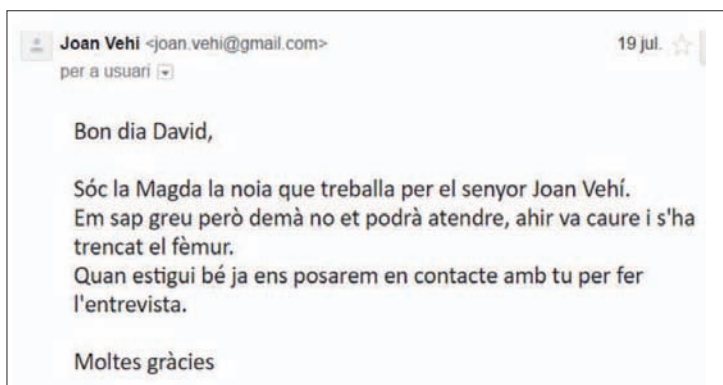 Joan Vehi <joan.vehi@gmail.com> 19 jul.
per a usuari
Bon dia David,
Sóc la Magda la noia que treballa per el senyor Joan Vehí.
Em sap greu però demà no et podrà atendre, ahir va caure i s'ha
trencat el fèmur.
Quan estigui bé ja ens posarem en contacte amb tu per fer
l'entrevista.
Moltes gràcies